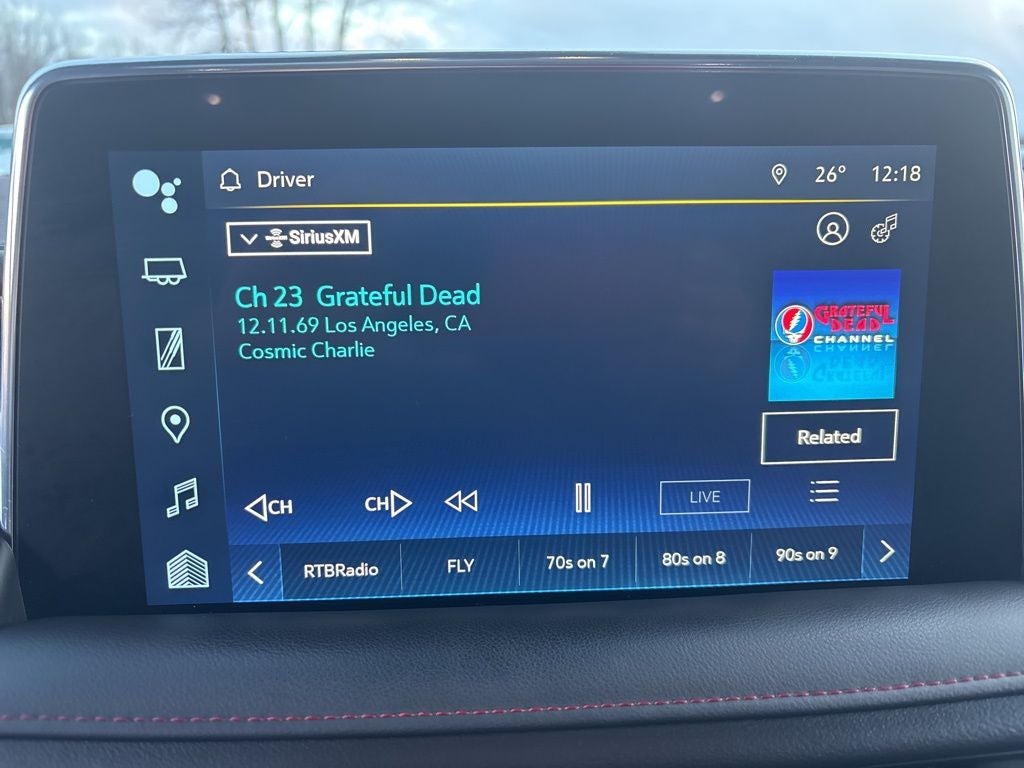 Driver 26° 12:18
SiriusXM
Ch 23 Grateful Dead
12.11.69 Los Angeles, CA
Cosmic Charlie
GRATEFUL
DEAD
CHANNEL
Related
CH CH LIVE
RTBRadio FLY 70s on 7 80s on 8 90s on 9